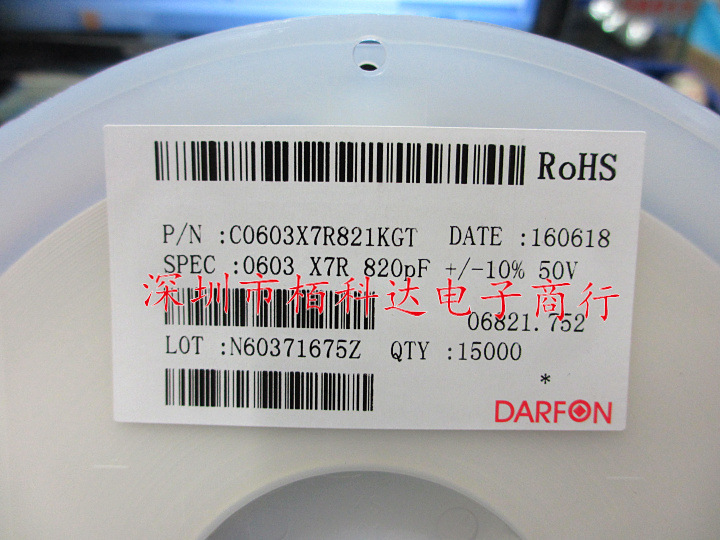 RoHS
P/N :C0603X7R821KGT DATE :160618
SPEC :0603 X7R 820pF +/-10% 50V
深圳市栢科达电子商行
06821.752
LOT :N60371675Z QTY :15000
*
DARFON